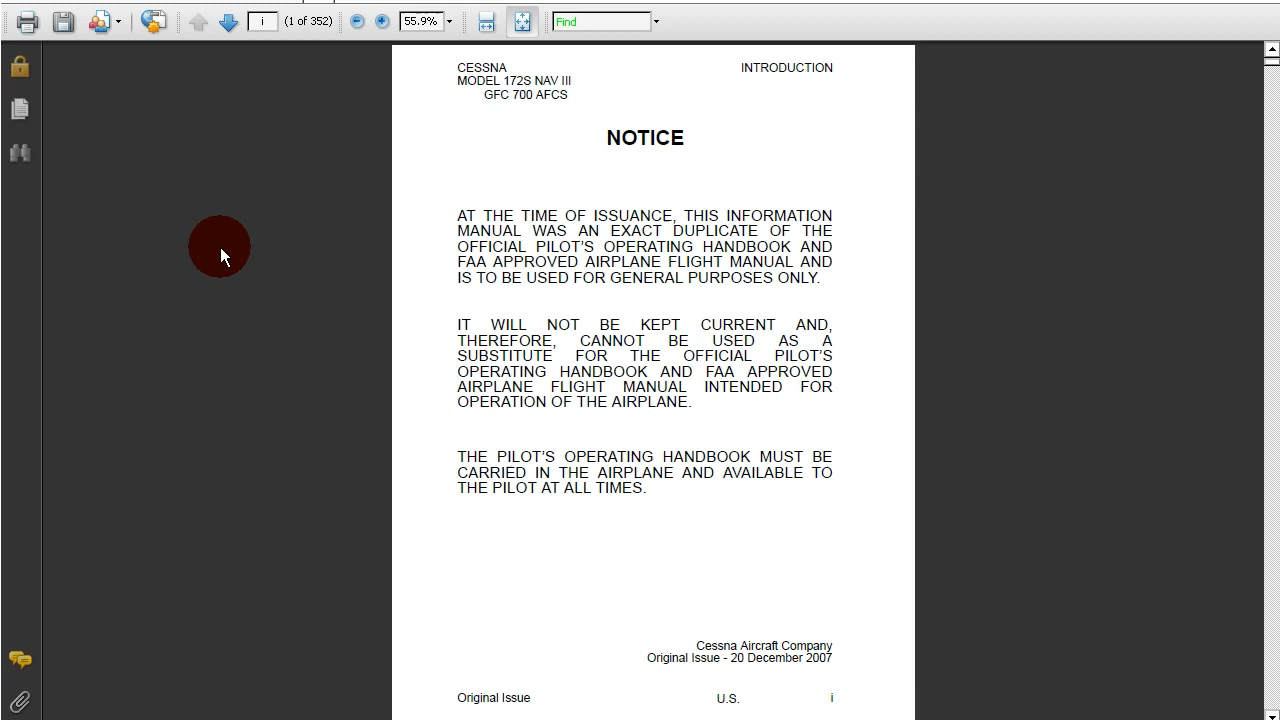 i (1 of 352) 55.9% Find
CESSNA INTRODUCTION
MODEL 172S NAV III
GFC 700 AFCS
NOTICE
AT THE TIME OF ISSUANCE, THIS INFORMATION
MANUAL WAS AN EXACT DUPLICATE OF THE
OFFICIAL PILOT'S OPERATING HANDBOOK AND
FAA APPROVED AIRPLANE FLIGHT MANUAL AND
IS TO BE USED FOR GENERAL PURPOSES ONLY.
IT WILL NOT BE KEPT CURRENT AND,
THEREFORE, CANNOT BE USED AS A
SUBSTITUTE FOR THE OFFICIAL PILOT'S
OPERATING HANDBOOK AND FAA APPROVED
AIRPLANE FLIGHT MANUAL INTENDED FOR
OPERATION OF THE AIRPLANE.
THE PILOT'S OPERATING HANDBOOK MUST BE
CARRIED IN THE AIRPLANE AND AVAILABLE TO
THE PILOT AT ALL TIMES.
Cessna Aircraft Company
Original Issue - 20 December 2007
Original Issue U.S. i